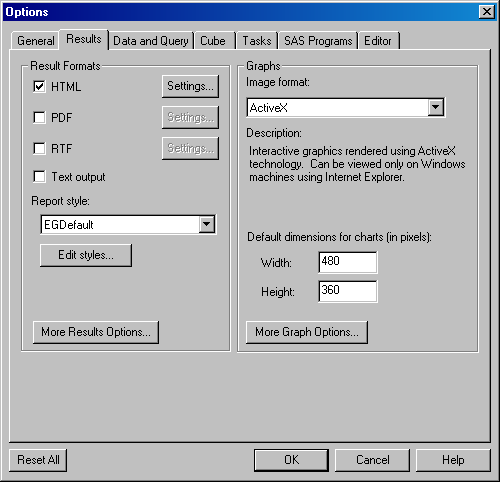 Options
General Results Data and Query Cube Tasks SAS Programs Editor
Result Formats
HTML Settings...
PDF Settings...
RTF Settings...
Text output
Report style:
EGDefault
Edit styles...
More Results Options...
Graphs
Image format:
ActiveX
Description:
Interactive graphics rendered using ActiveX
technology. Can be viewed only on Windows
machines using Internet Explorer.
Default dimensions for charts (in pixels):
Width: 480
Height: 360
More Graph Options...
Reset All OK Cancel Help